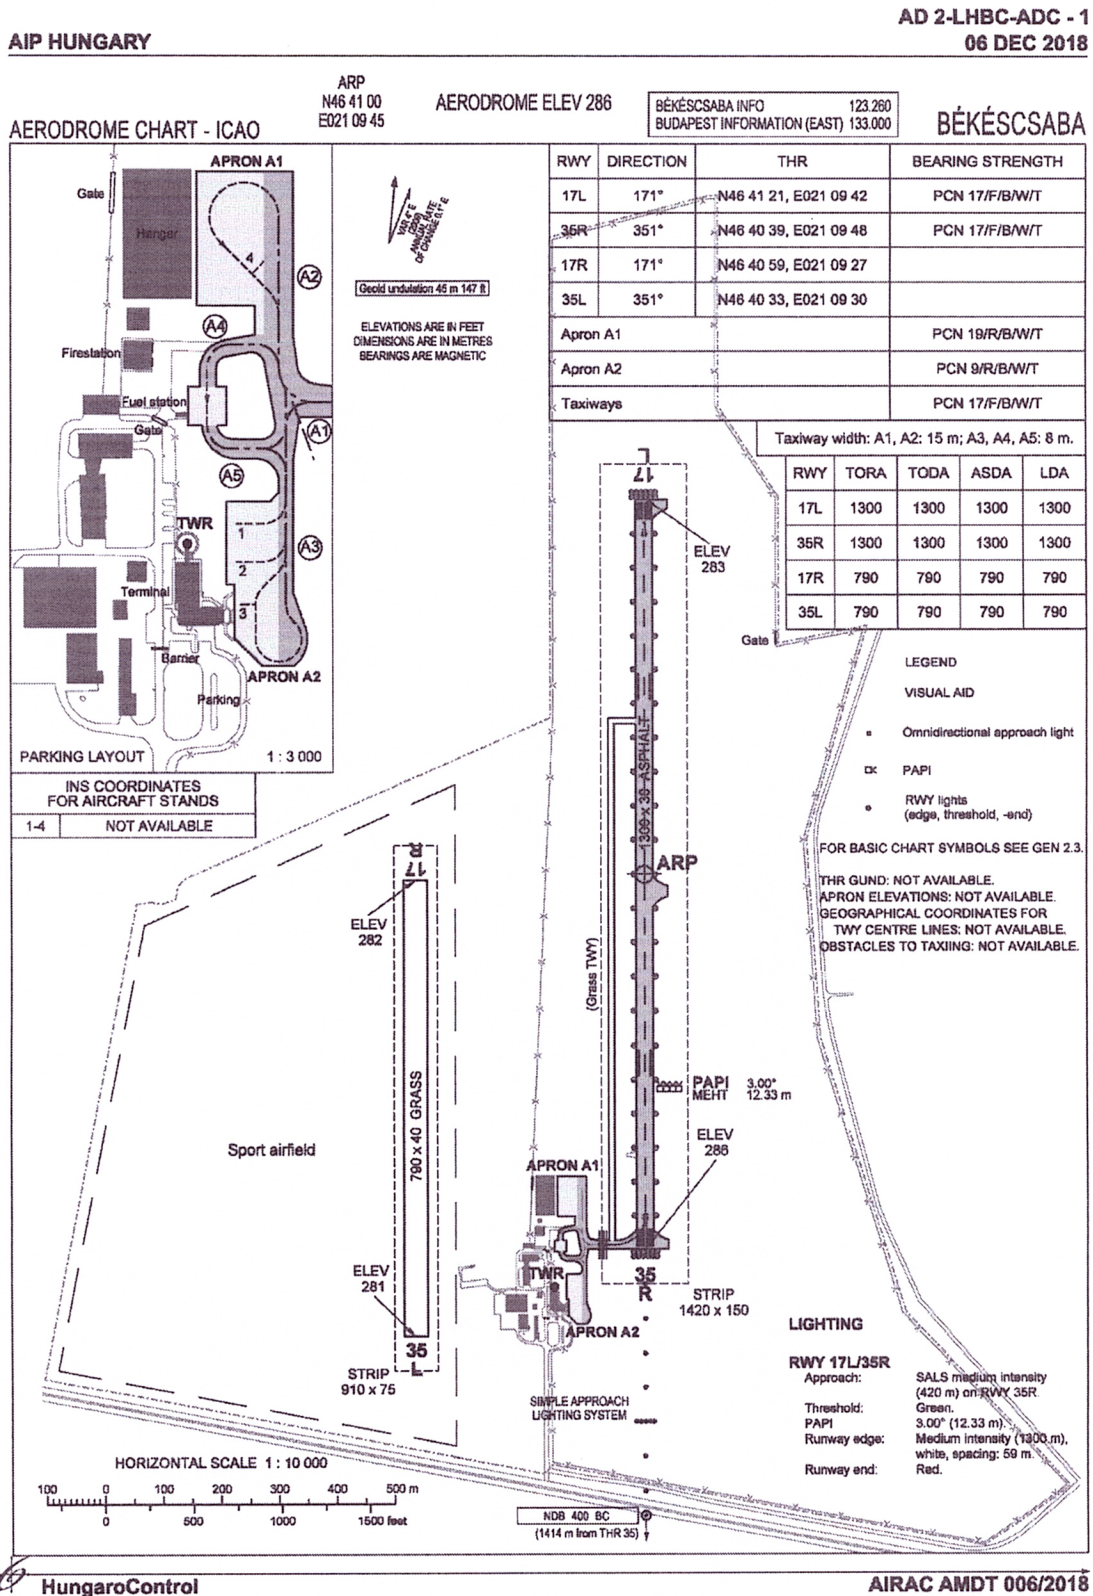 AD 2-LHBC-ADC - 1
AIP HUNGARY
06 DEC 2018
ARP
N46 41 00
E021 09 45
AERODROME ELEV 286
BÉKÉSCSABA INFO 123.260
BUDAPEST INFORMATION (EAST) 133.000
AERODROME CHART - ICAO
BÉKÉSCSABA
APRON A1
Gate
Hangar
4
A2
A4
Firestation
Fuel station
Gate
A1
A5
TWR
1
A3
2
Terminal
3
Barrier
APRON A2
Parking
PARKING LAYOUT 1 : 3 000
INS COORDINATES
FOR AIRCRAFT STANDS
1-4 NOT AVAILABLE
VAR 4° E
(2009)
ANNUAL RATE
OF CHANGE 0.1° E
Geoid undulation 45 m 147 ft
ELEVATIONS ARE IN FEET
DIMENSIONS ARE IN METRES
BEARINGS ARE MAGNETIC
RWY DIRECTION THR BEARING STRENGTH
17L 171° N46 41 21, E021 09 42 PCN 17/F/B/W/T
35R 351° N46 40 39, E021 09 48 PCN 17/F/B/W/T
17R 171° N46 40 59, E021 09 27
35L 351° N46 40 33, E021 09 30
Apron A1 PCN 19/R/B/W/T
Apron A2 PCN 9/R/B/W/T
Taxiways PCN 17/F/B/W/T
Taxiway width: A1, A2: 15 m; A3, A4, A5: 8 m.
RWY TORA TODA ASDA LDA
17L 1300 1300 1300 1300
35R 1300 1300 1300 1300
17R 790 790 790 790
35L 790 790 790 790
L
17
ELEV
283
Gate
LEGEND
VISUAL AID
Omnidirectional approach light
PAPI
RWY lights
(edge, threshold, -end)
FOR BASIC CHART SYMBOLS SEE GEN 2.3.
THR GUND: NOT AVAILABLE.
APRON ELEVATIONS: NOT AVAILABLE.
GEOGRAPHICAL COORDINATES FOR
TWY CENTRE LINES: NOT AVAILABLE.
OBSTACLES TO TAXIING: NOT AVAILABLE.
1300 x 30 ASPHALT
ARP
R
17
ELEV
282
(Grass TWY)
790 x 40 GRASS
Sport airfield
PAPI 3.00°
MEHT 12.33 m
ELEV
286
APRON A1
TWR
APRON A2
35
R
STRIP
1420 x 150
ELEV
281
35
L
STRIP
910 x 75
SIMPLE APPROACH
LIGHTING SYSTEM
LIGHTING
RWY 17L/35R
Approach: SALS medium intensity
(420 m) on RWY 35R
Threshold: Green.
PAPI 3.00° (12.33 m).
Runway edge: Medium intensity (1300 m),
white, spacing: 59 m.
Runway end: Red.
HORIZONTAL SCALE 1 : 10 000
100 0 100 200 300 400 500 m
0 500 1000 1500 feet
NDB 400 BC
(1414 m from THR 35)
HungaroControl
AIRAC AMDT 006/2018